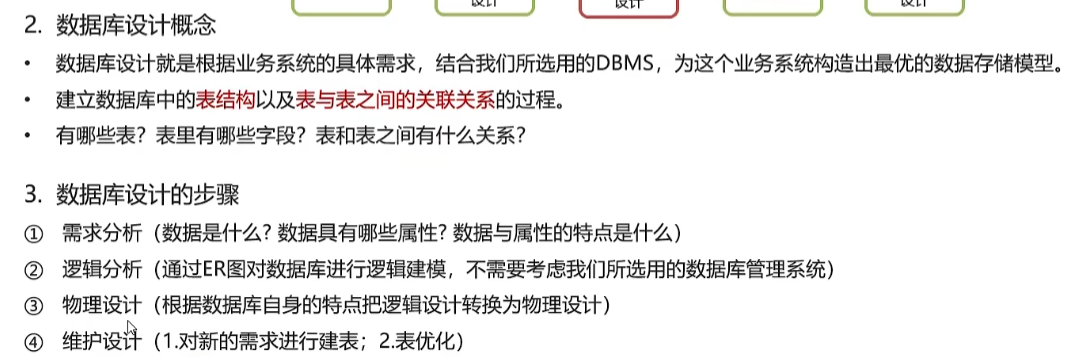 设计
设计
设计
2. 数据库设计概念
• 数据库设计就是根据业务系统的具体需求，结合我们所选用的DBMS，为这个业务系统构造出最优的数据存储模型。
• 建立数据库中的表结构以及表与表之间的关联关系的过程。
• 有哪些表？表里有哪些字段？表和表之间有什么关系？
3. 数据库设计的步骤
① 需求分析（数据是什么? 数据具有哪些属性? 数据与属性的特点是什么）
② 逻辑分析（通过ER图对数据库进行逻辑建模，不需要考虑我们所选用的数据库管理系统）
③ 物理设计（根据数据库自身的特点把逻辑设计转换为物理设计）
④ 维护设计（1.对新的需求进行建表；2.表优化）